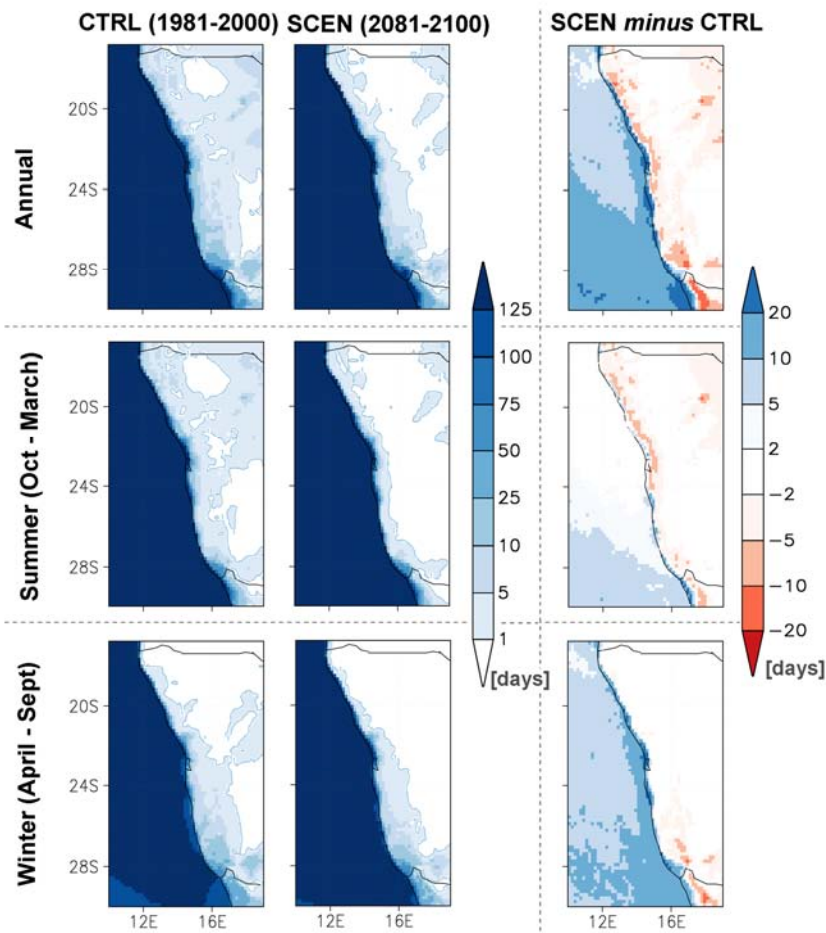 CTRL (1981-2000) SCEN (2081-2100) SCEN minus CTRL
Annual
20S
24S
28S
Summer (Oct - March)
20S
24S
28S
Winter (April - Sept)
20S
24S
28S
12E 16E 12E 16E 12E 16E
125
100
75
50
25
10
5
1
[days]
20
10
5
2
−2
−5
−10
−20
[days]